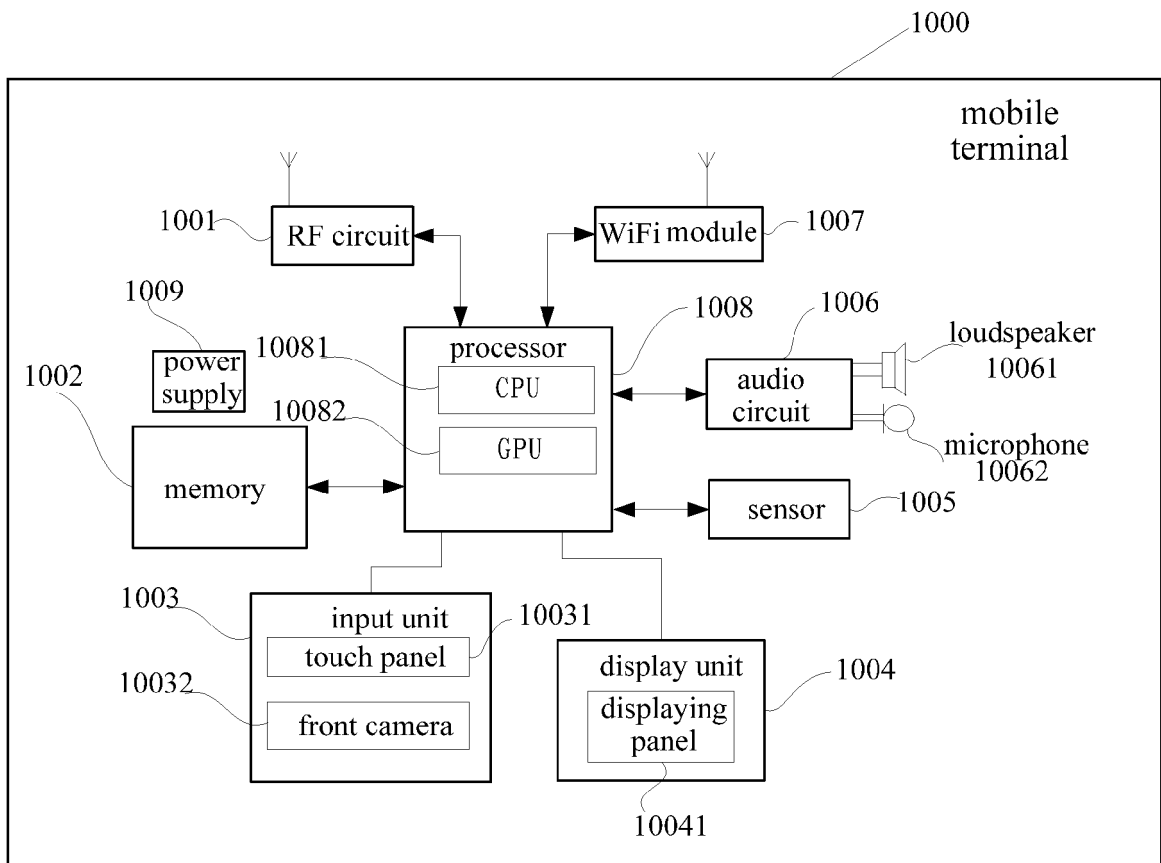 1000
mobile
terminal
1001
RF circuit
WiFi module
1007
1009
power
supply
1002
memory
processor
1008
10081
CPU
10082
GPU
1006
audio
circuit
loudspeaker
10061
microphone
10062
sensor
1005
1003
input unit
touch panel
10031
10032
front camera
display unit
1004
displaying
panel
10041